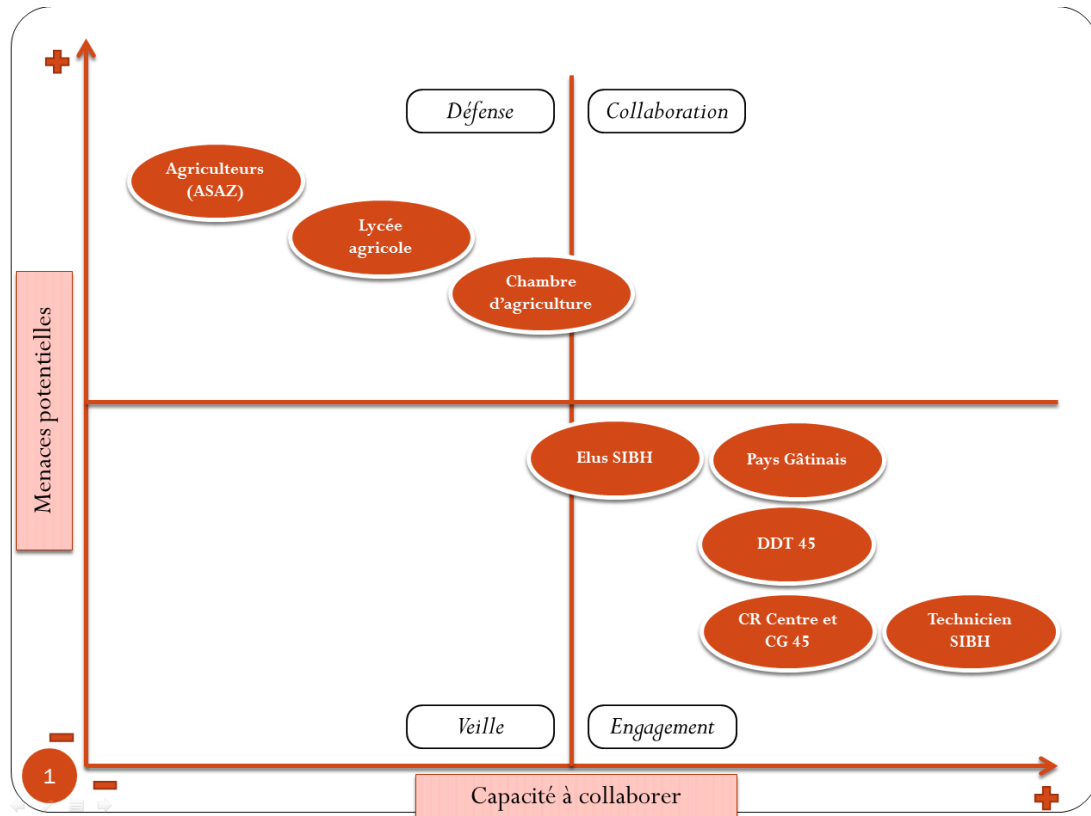 Défense
Collaboration
Agriculteurs
(ASAZ)
Lycée
agricole
Chambre
d'agriculture
Menaces potentielles
Elus SIBH
Pays Gâtinais
DDT 45
CR Centre et
CG 45
Technicien
SIBH
Veille
Engagement
1
Capacité à collaborer